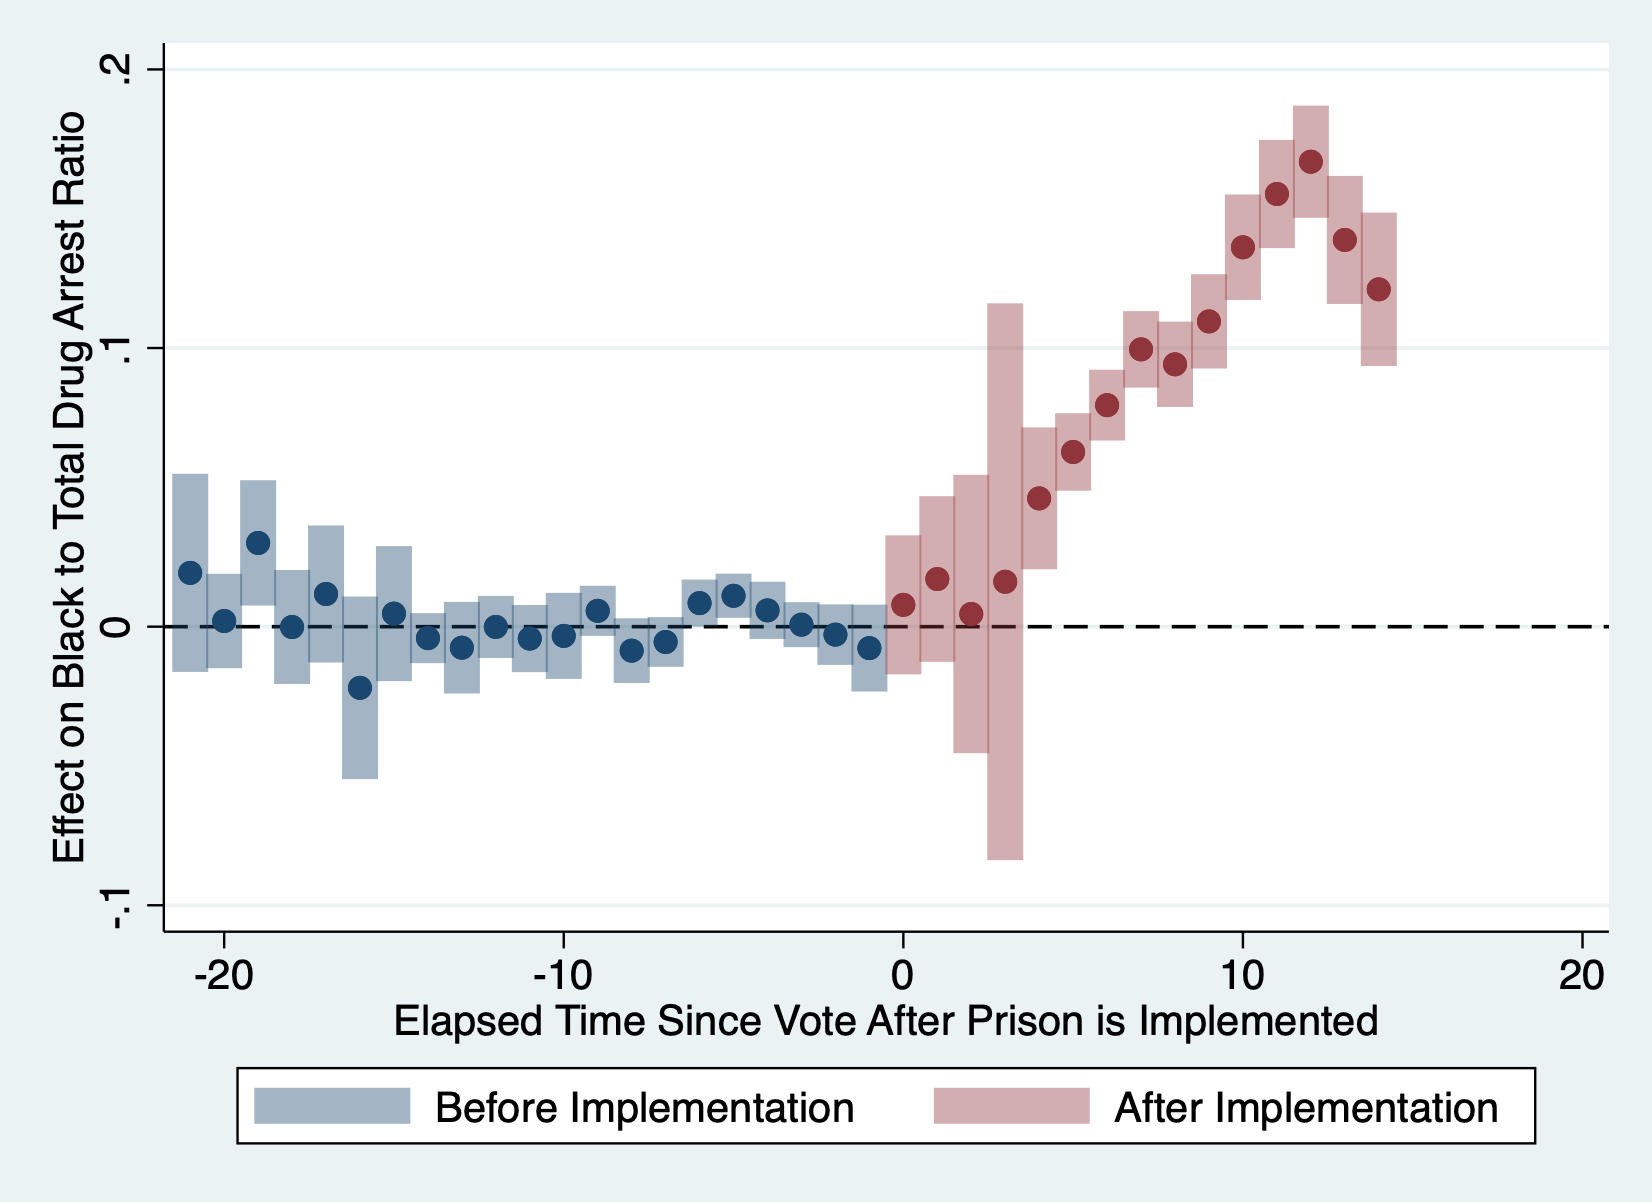 Effect on Black to Total Drug Arrest Ratio
.2
.1
0
-.1
-20
-10
0
10
20
Elapsed Time Since Vote After Prison is Implemented
Before Implementation
After Implementation